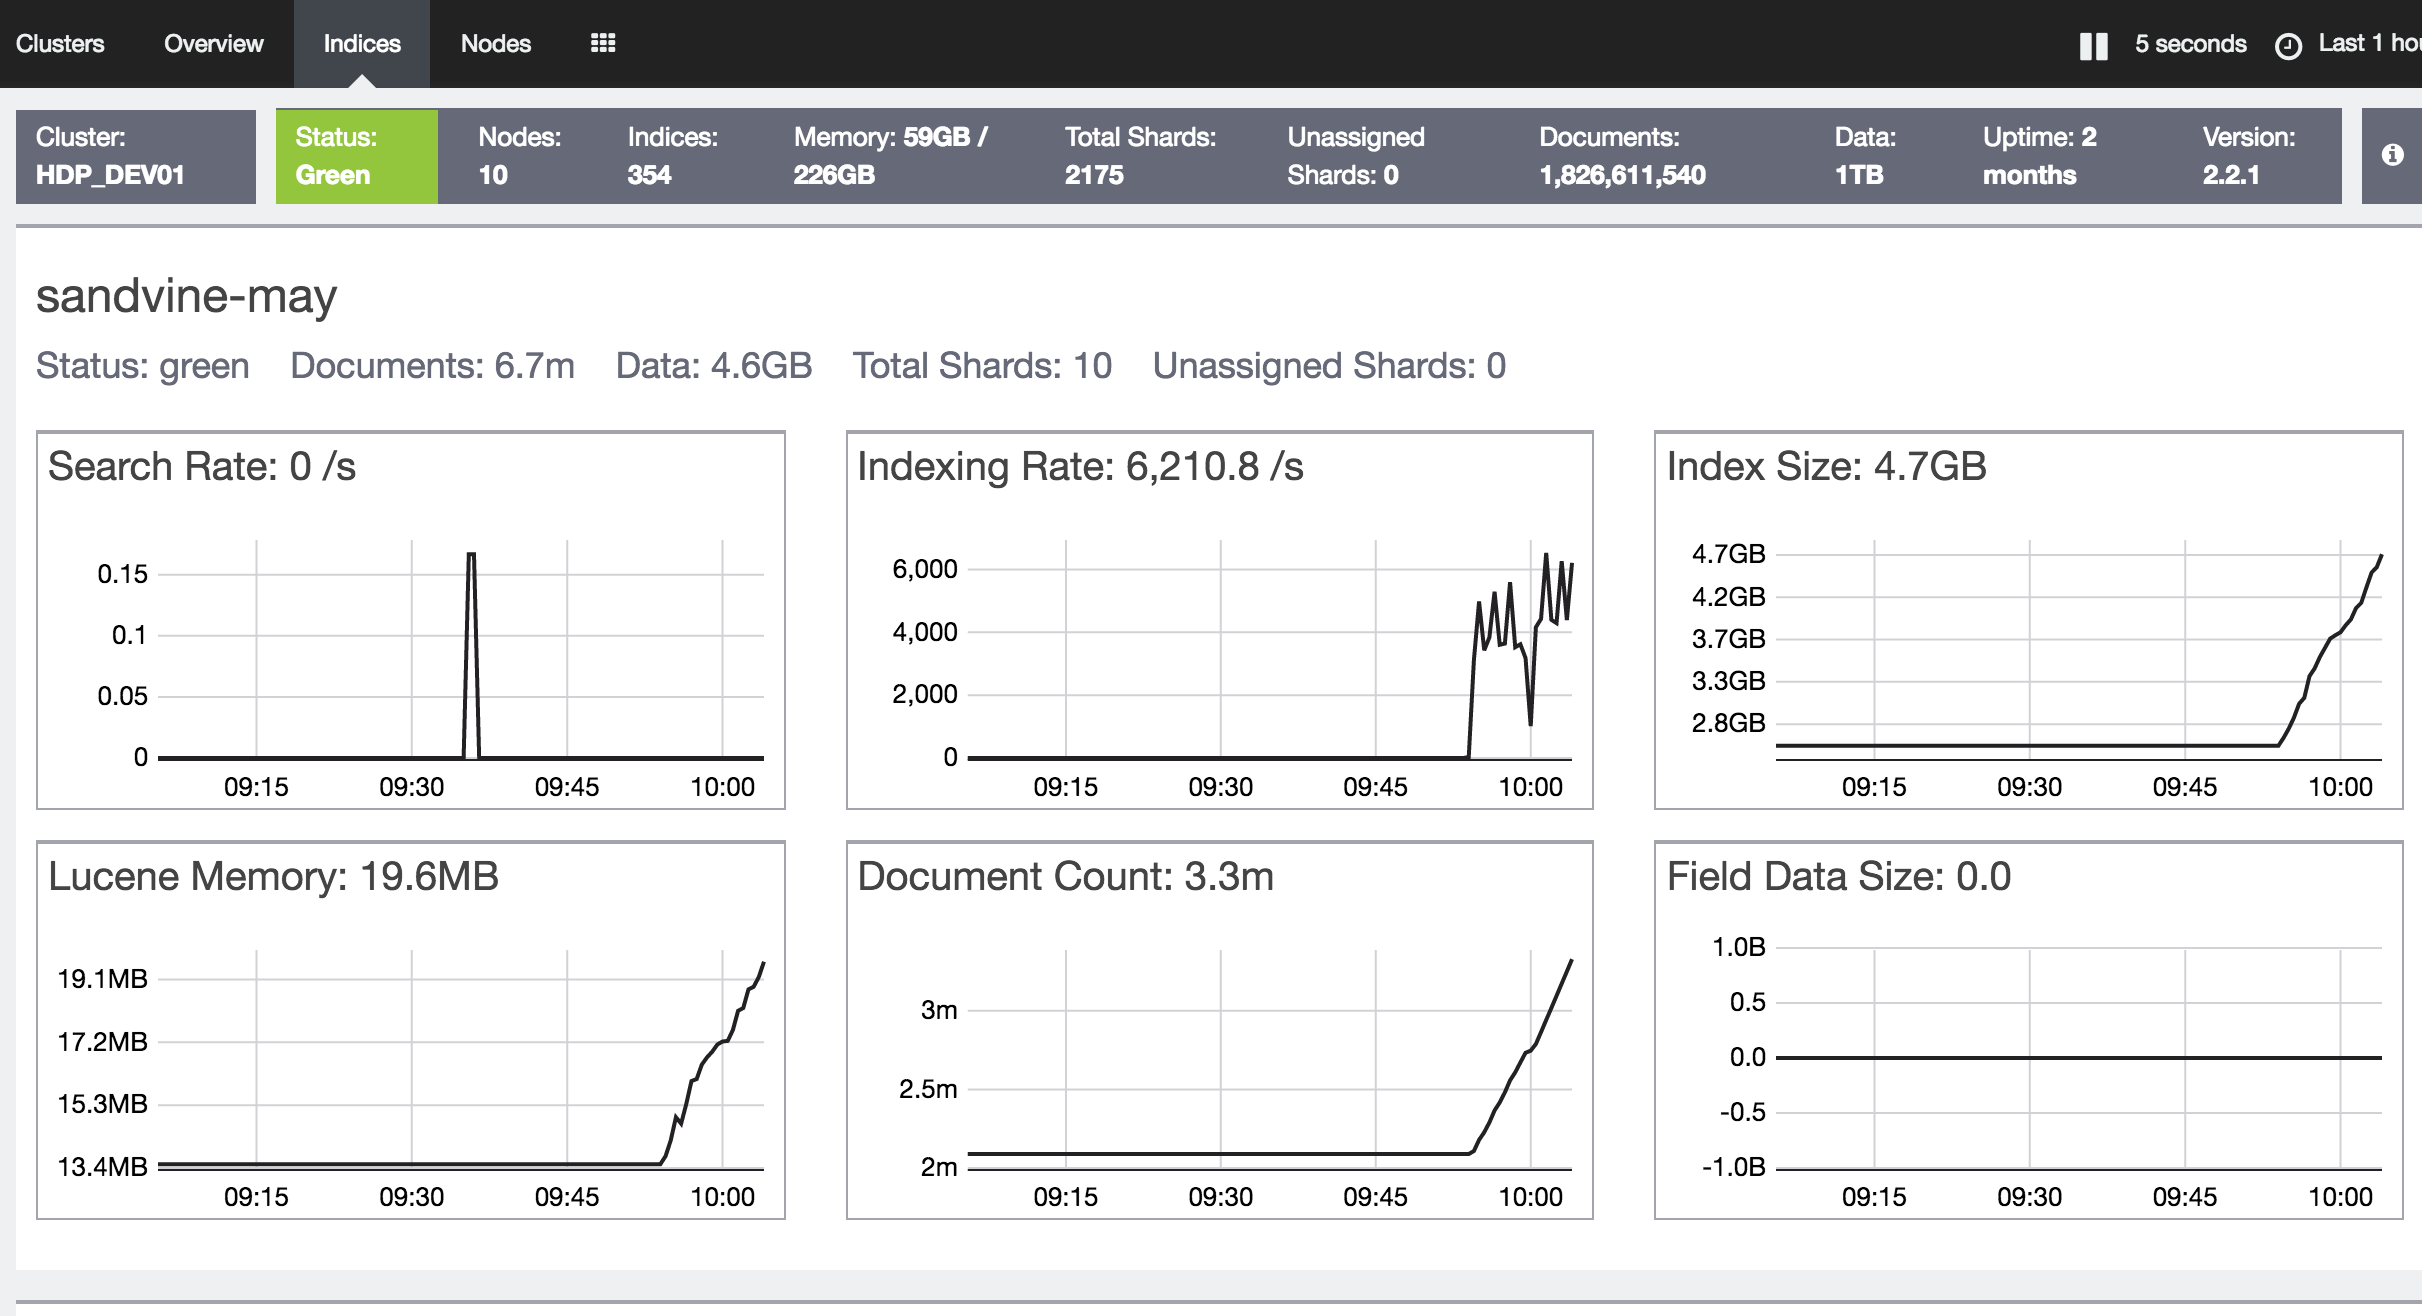 Clusters Overview Indices Nodes 5 seconds Last 1 hou
Cluster: Status: Nodes: Indices: Memory: 59GB / Total Shards: Unassigned Documents: Data: Uptime: 2 Version:
HDP_DEV01 Green 10 354 226GB 2175 Shards: 0 1,826,611,540 1TB months 2.2.1
sandvine-may
Status: green Documents: 6.7m Data: 4.6GB Total Shards: 10 Unassigned Shards: 0
Search Rate: 0 /s
0.15
0.1
0.05
0
09:15 09:30 09:45 10:00
Indexing Rate: 6,210.8 /s
6,000
4,000
2,000
0
09:15 09:30 09:45 10:00
Index Size: 4.7GB
4.7GB
4.2GB
3.7GB
3.3GB
2.8GB
09:15 09:30 09:45 10:00
Lucene Memory: 19.6MB
19.1MB
17.2MB
15.3MB
13.4MB
09:15 09:30 09:45 10:00
Document Count: 3.3m
3m
2.5m
2m
09:15 09:30 09:45 10:00
Field Data Size: 0.0
1.0B
0.5
0.0
-0.5
-1.0B
09:15 09:30 09:45 10:00